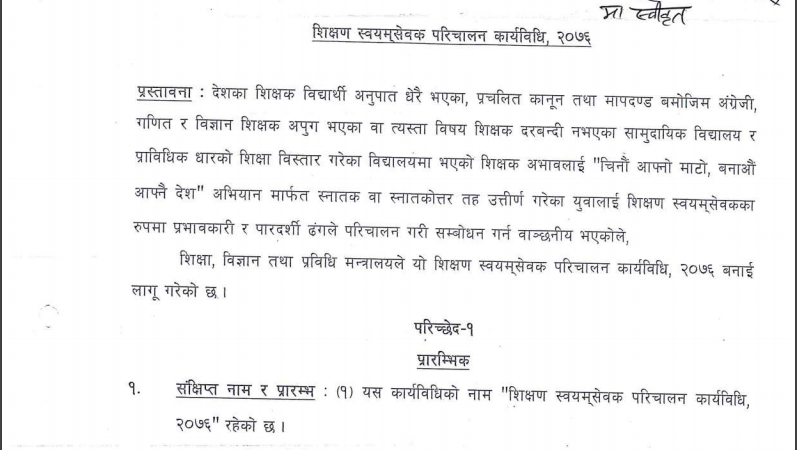 मा स्वीकृत
शिक्षण स्वयम्‌सेवक परिचालन कार्यविधि, २०७६
प्रस्तावना : देशका शिक्षक विद्यार्थी अनुपात धेरै भएका, प्रचलित कानून तथा मापदण्ड बमोजिम अंग्रेजी,
गणित र विज्ञान शिक्षक अपुग भएका वा त्यस्ता विषय शिक्षक दरबन्दी नभएका सामुदायिक विद्यालय र
प्राविधिक धारको शिक्षा विस्तार गरेका विद्यालयमा भएको शिक्षक अभावलाई "चिनौं आफ्नो माटो, बनाऔं
आफ्नै देश" अभियान मार्फत स्नातक वा स्नातकोत्तर तह उत्तीर्ण गरेका युवालाई शिक्षण स्वयम्‌सेवकका
रुपमा प्रभावकारी र पारदर्शी ढंगले परिचालन गरी सम्बोधन गर्न वाञ्छनीय भएकोले,
शिक्षा, विज्ञान तथा प्रविधि मन्त्रालयले यो शिक्षण स्वयम्‌सेवक परिचालन कार्यविधि, २०७६ बनाई
लागू गरेको छ ।
परिच्छेद-१
प्रारम्भिक
१. संक्षिप्त नाम र प्रारम्भ : (१) यस कार्यविधिको नाम "शिक्षण स्वयम्‌सेवक परिचालन कार्यविधि,
२०७६" रहेको छ ।